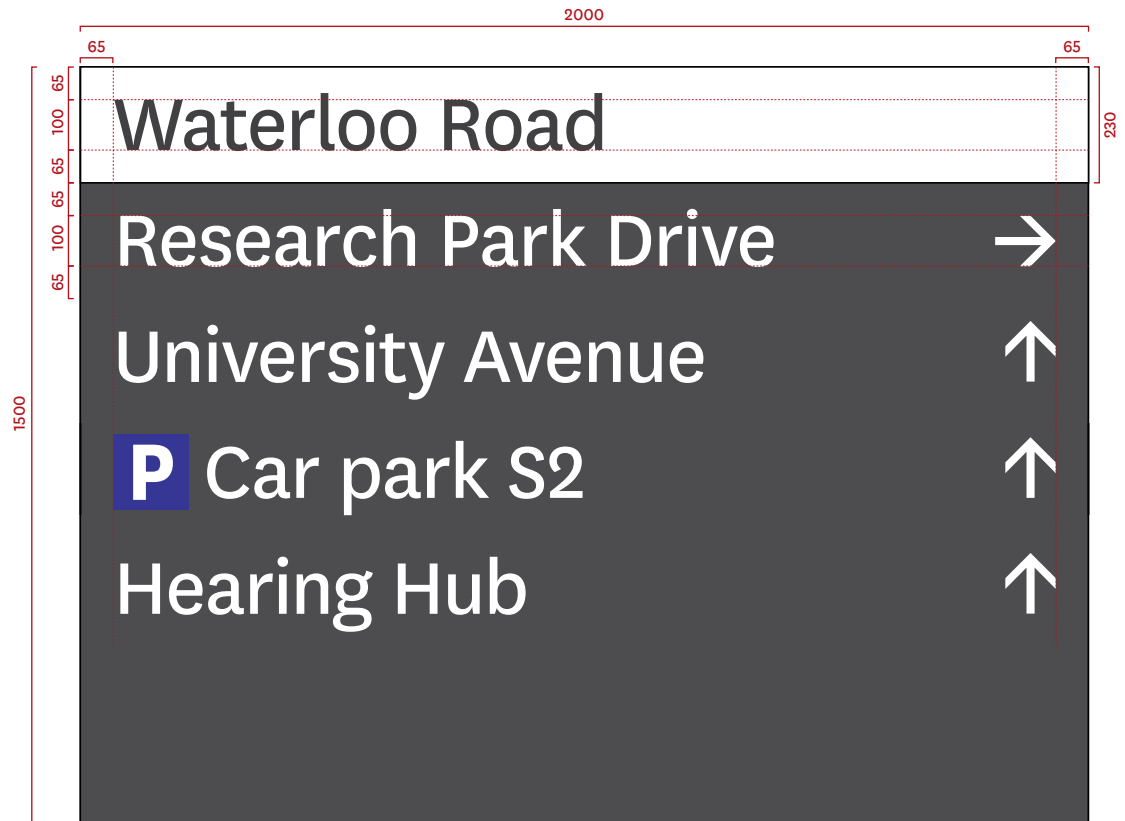 2000
65 65
65
100
65
230
Waterloo Road
65
100
65
Research Park Drive →
University Avenue ↑
1500
P Car park S2 ↑
Hearing Hub ↑